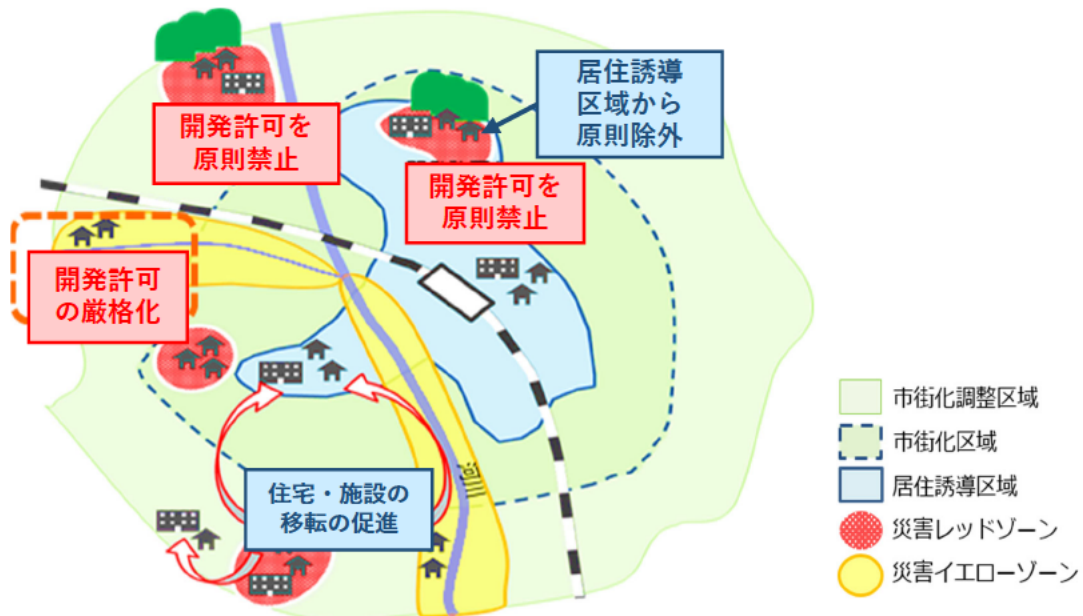 居住誘導
区域から
原則除外
開発許可を
原則禁止
開発許可を
原則禁止
開発許可
の厳格化
河川
住宅・施設の
移転の促進
市街化調整区域
市街化区域
居住誘導区域
災害レッドゾーン
災害イエローゾーン